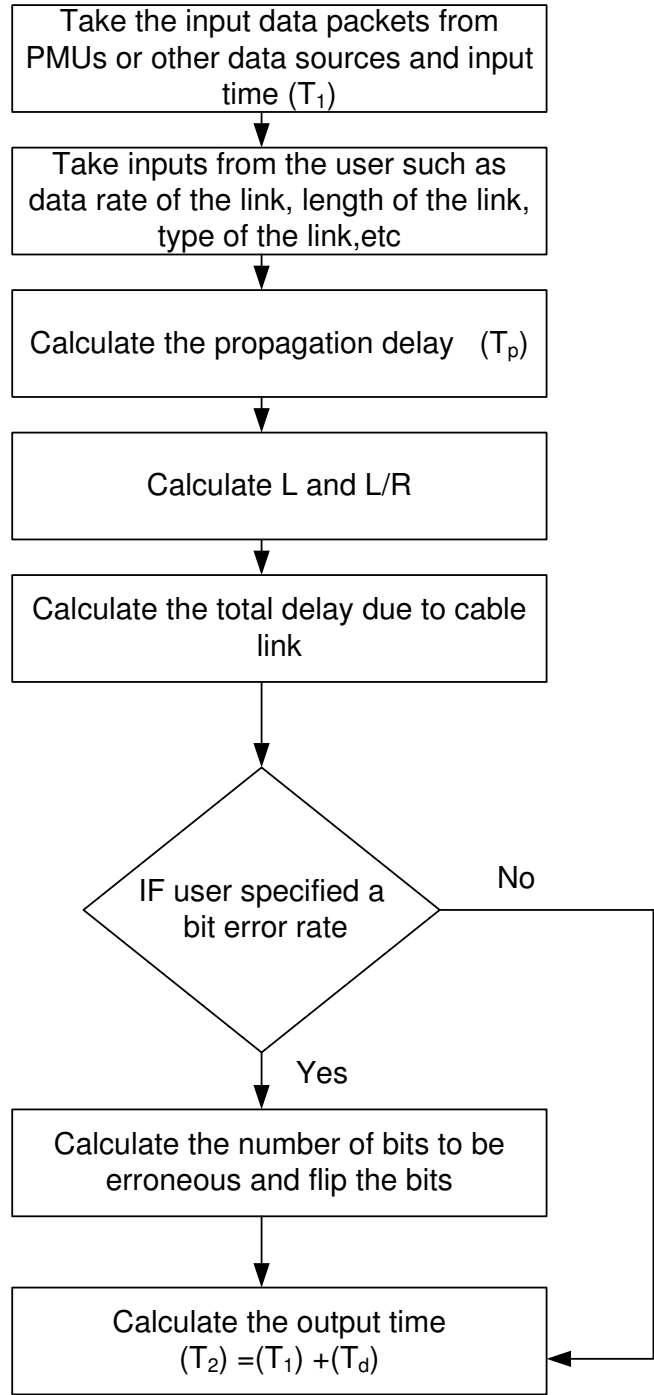 Take the input data packets from
PMUs or other data sources and input
time (T₁)
Take inputs from the user such as
data rate of the link, length of the link,
type of the link,etc
Calculate the propagation delay (Tₚ)
Calculate L and L/R
Calculate the total delay due to cable
link
IF user specified a
bit error rate
No
Yes
Calculate the number of bits to be
erroneous and flip the bits
Calculate the output time
(T₂) =(T₁) +(T_d)